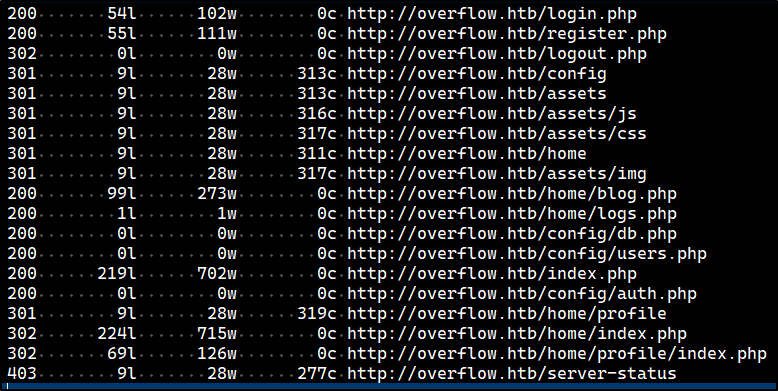 200 54l 102w 0c http://overflow.htb/login.php
200 55l 111w 0c http://overflow.htb/register.php
302 0l 0w 0c http://overflow.htb/logout.php
301 9l 28w 313c http://overflow.htb/config
301 9l 28w 313c http://overflow.htb/assets
301 9l 28w 316c http://overflow.htb/assets/js
301 9l 28w 317c http://overflow.htb/assets/css
301 9l 28w 311c http://overflow.htb/home
301 9l 28w 317c http://overflow.htb/assets/img
200 99l 273w 0c http://overflow.htb/home/blog.php
200 1l 1w 0c http://overflow.htb/home/logs.php
200 0l 0w 0c http://overflow.htb/config/db.php
200 0l 0w 0c http://overflow.htb/config/users.php
200 219l 702w 0c http://overflow.htb/index.php
200 0l 0w 0c http://overflow.htb/config/auth.php
301 9l 28w 319c http://overflow.htb/home/profile
302 224l 715w 0c http://overflow.htb/home/index.php
302 69l 126w 0c http://overflow.htb/home/profile/index.php
403 9l 28w 277c http://overflow.htb/server-status